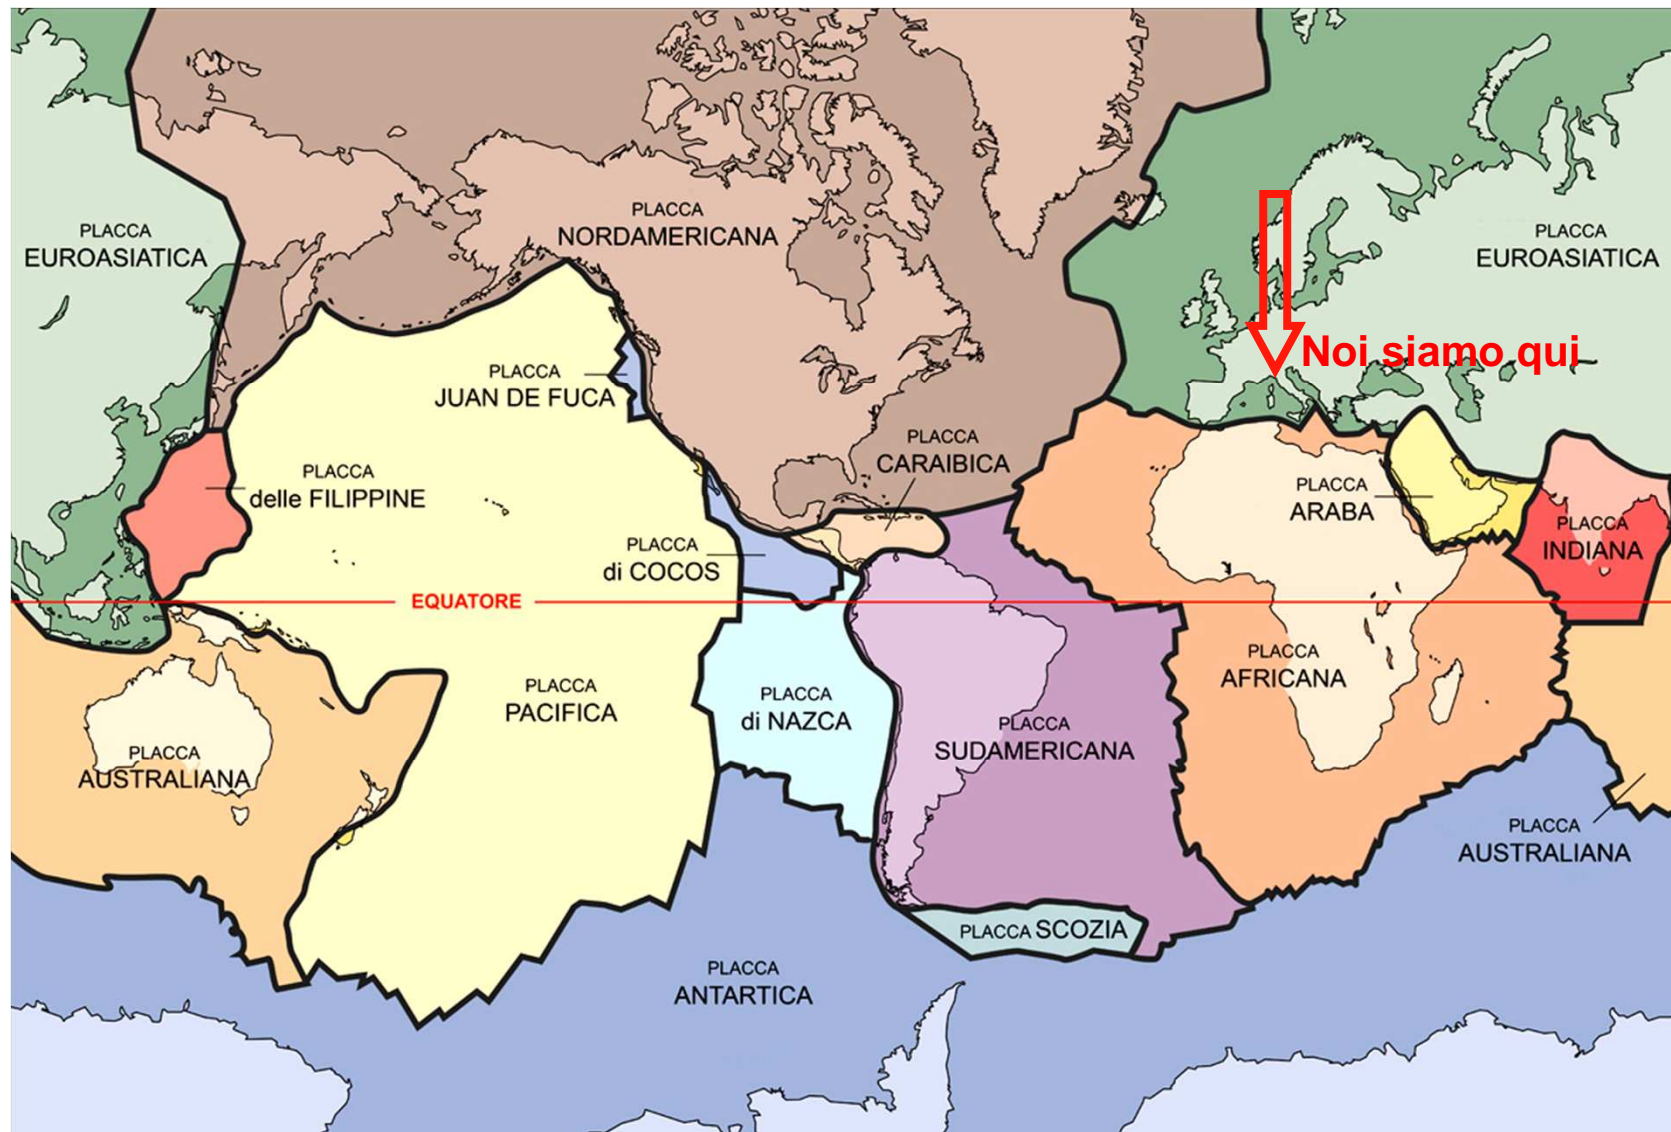 PLACCA
EUROASIATICA
PLACCA
NORDAMERICANA
PLACCA
EUROASIATICA
Noi siamo qui
PLACCA
JUAN DE FUCA
PLACCA
CARAIBICA
PLACCA
delle FILIPPINE
PLACCA
ARABA
PLACCA
INDIANA
PLACCA
di COCOS
EQUATORE
PLACCA
AFRICANA
PLACCA
PACIFICA
PLACCA
di NAZCA
PLACCA
SUDAMERICANA
PLACCA
AUSTRALIANA
PLACCA
AUSTRALIANA
PLACCA SCOZIA
PLACCA
ANTARTICA